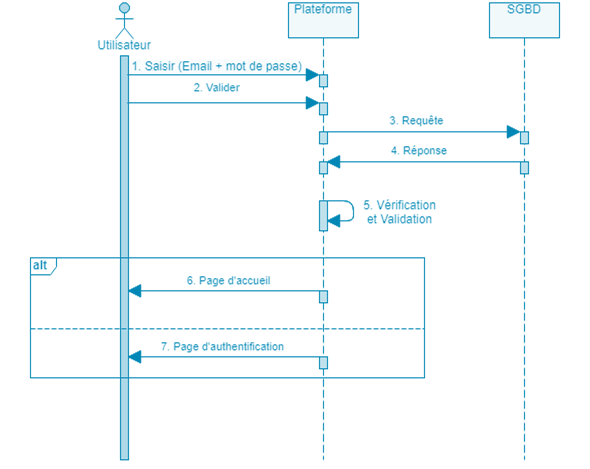 Plateforme
SGBD
Utilisateur
1. Saisir (Email + mot de passe)
2. Valider
3. Requête
4. Réponse
5. Vérification
et Validation
alt
6. Page d'accueil
7. Page d'authentification